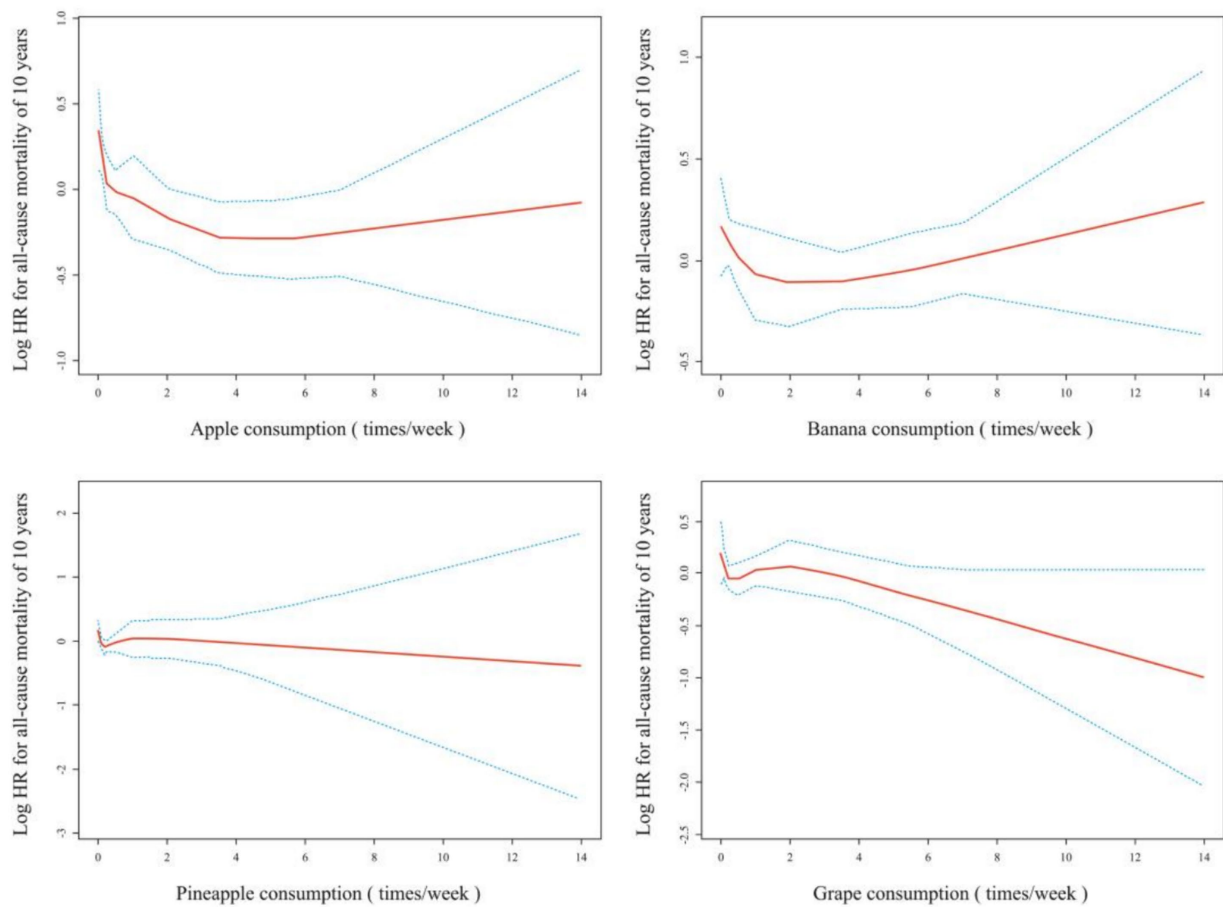 Log HR for all-cause mortality of 10 years
1.0
0.5
0.0
-0.5
-1.0
0 2 4 6 8 10 12 14
Apple consumption ( times/week )
Log HR for all-cause mortality of 10 years
1.0
0.5
0.0
-0.5
0 2 4 6 8 10 12 14
Banana consumption ( times/week )
Log HR for all-cause mortality of 10 years
2
1
0
-1
-2
-3
0 2 4 6 8 10 12 14
Pineapple consumption ( times/week )
Log HR for all-cause mortality of 10 years
0.5
0.0
-0.5
-1.0
-1.5
-2.0
-2.5
0 2 4 6 8 10 12 14
Grape consumption ( times/week )